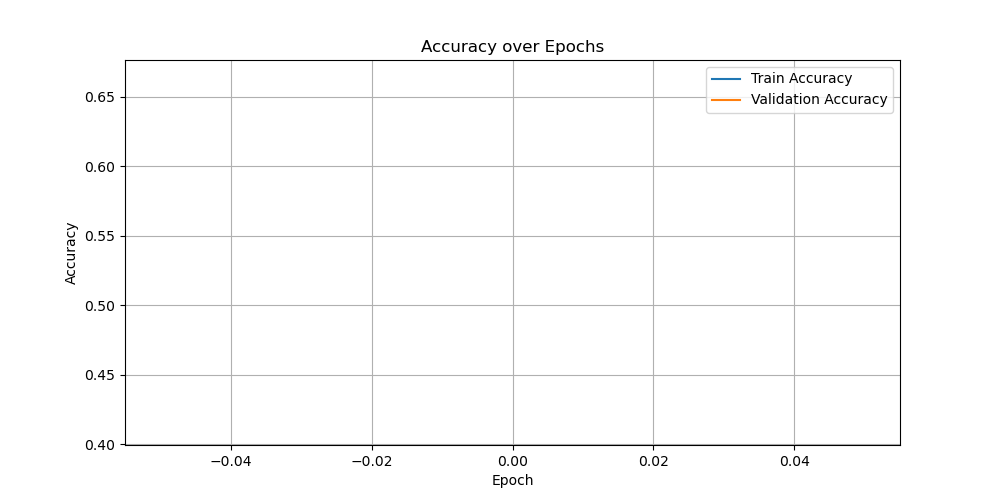 Accuracy over Epochs
Train Accuracy
Validation Accuracy
0.65
0.60
0.55
0.50
0.45
0.40
Accuracy
−0.04 −0.02 0.00 0.02 0.04
Epoch